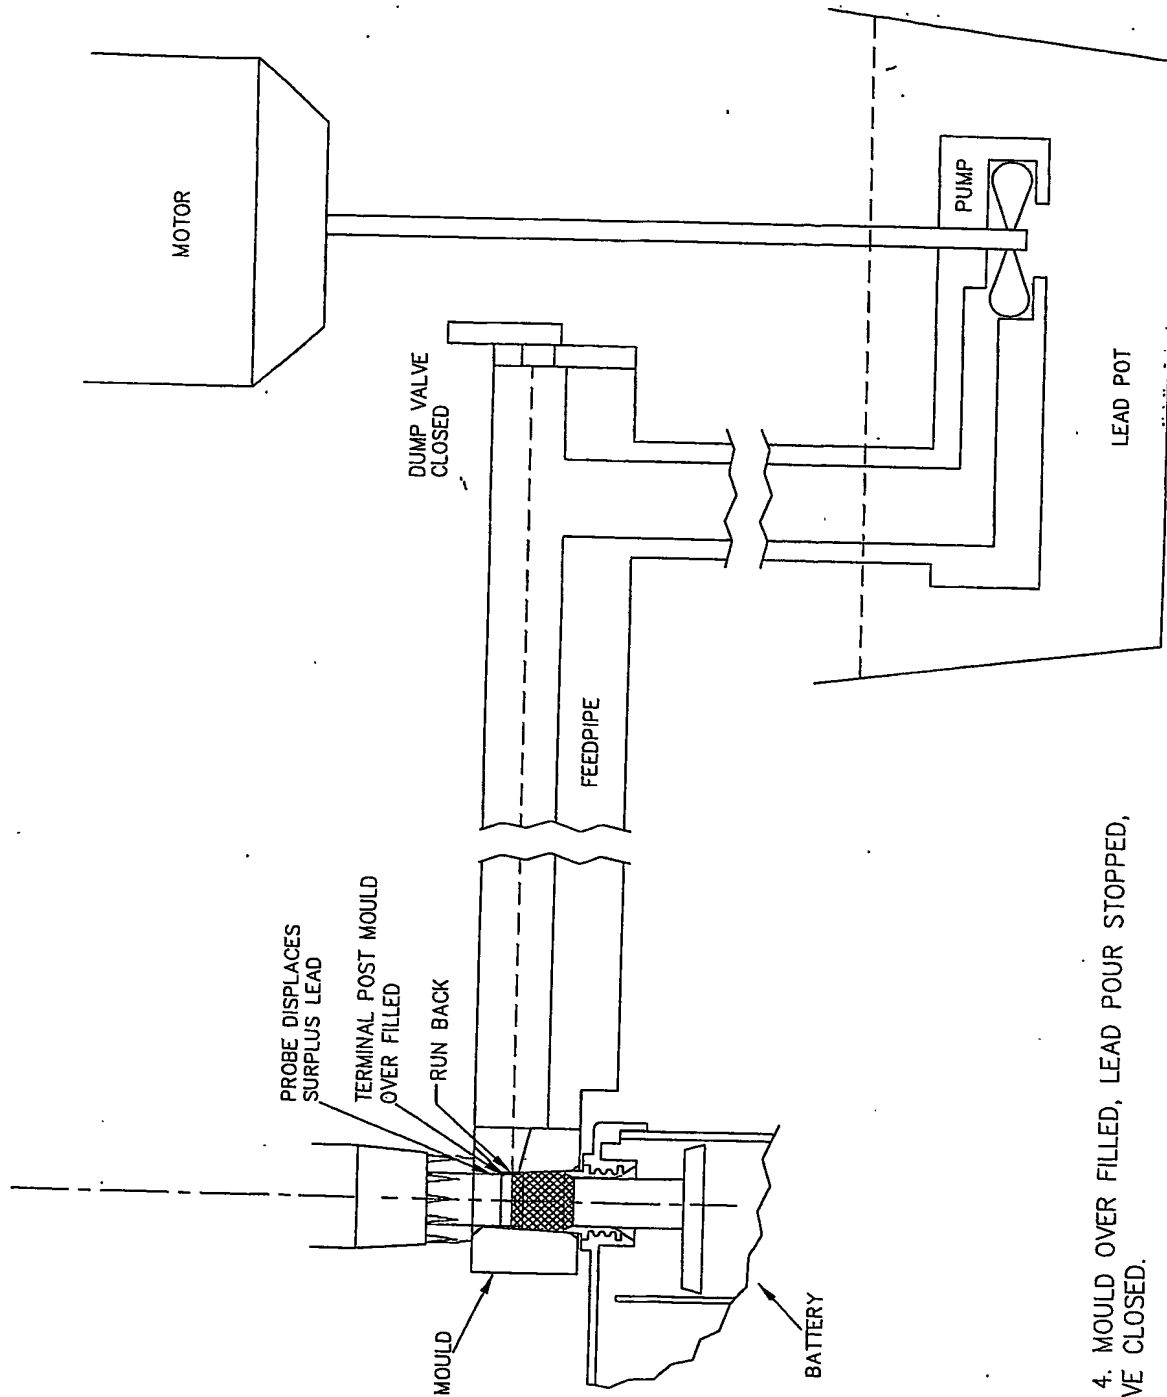 MOTOR
DUMP VALVE
CLOSED
PUMP
LEAD POT
FEEDPIPE
PROBE DISPLACES
SURPLUS LEAD
TERMINAL POST MOULD
OVER FILLED
RUN BACK
MOULD
BATTERY
4. MOULD OVER FILLED, LEAD POUR STOPPED,
VE CLOSED.